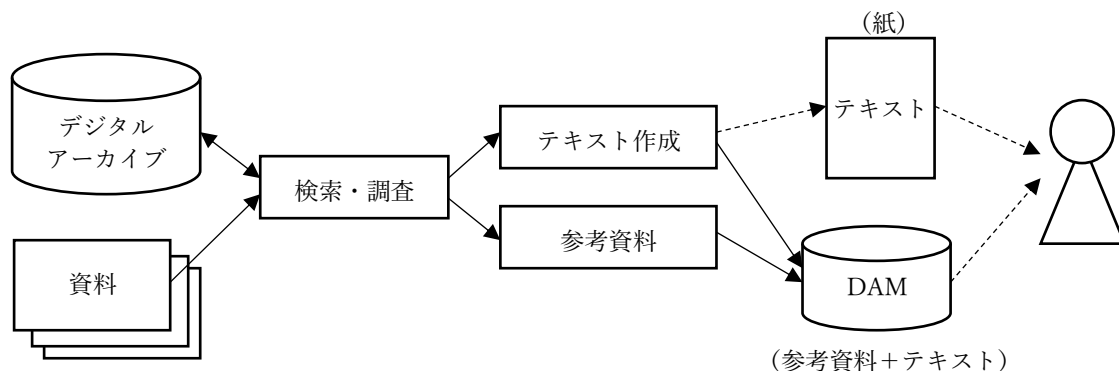 デジタル
アーカイブ
資料
検索・調査
テキスト作成
参考資料
（紙）
テキスト
DAM
（参考資料＋テキスト）